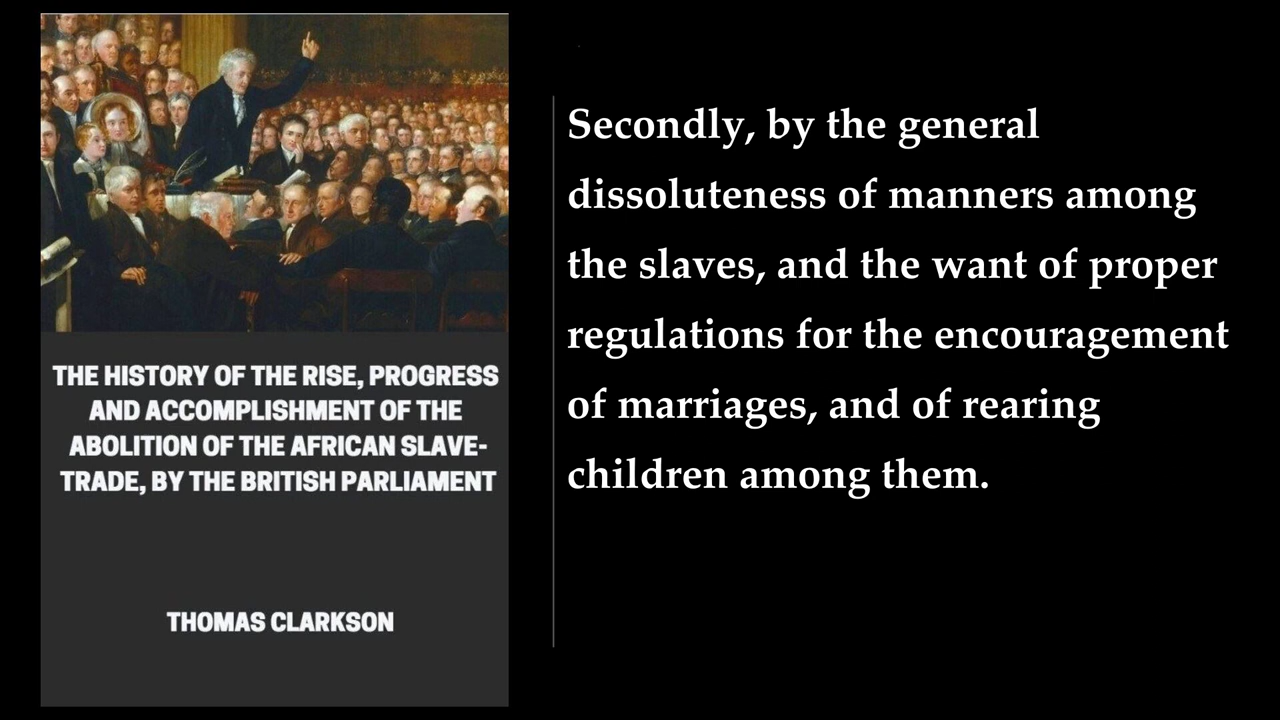 THE HISTORY OF THE RISE, PROGRESS
AND ACCOMPLISHMENT OF THE
ABOLITION OF THE AFRICAN SLAVE-
TRADE, BY THE BRITISH PARLIAMENT
THOMAS CLARKSON
Secondly, by the general
dissoluteness of manners among
the slaves, and the want of proper
regulations for the encouragement
of marriages, and of rearing
children among them.